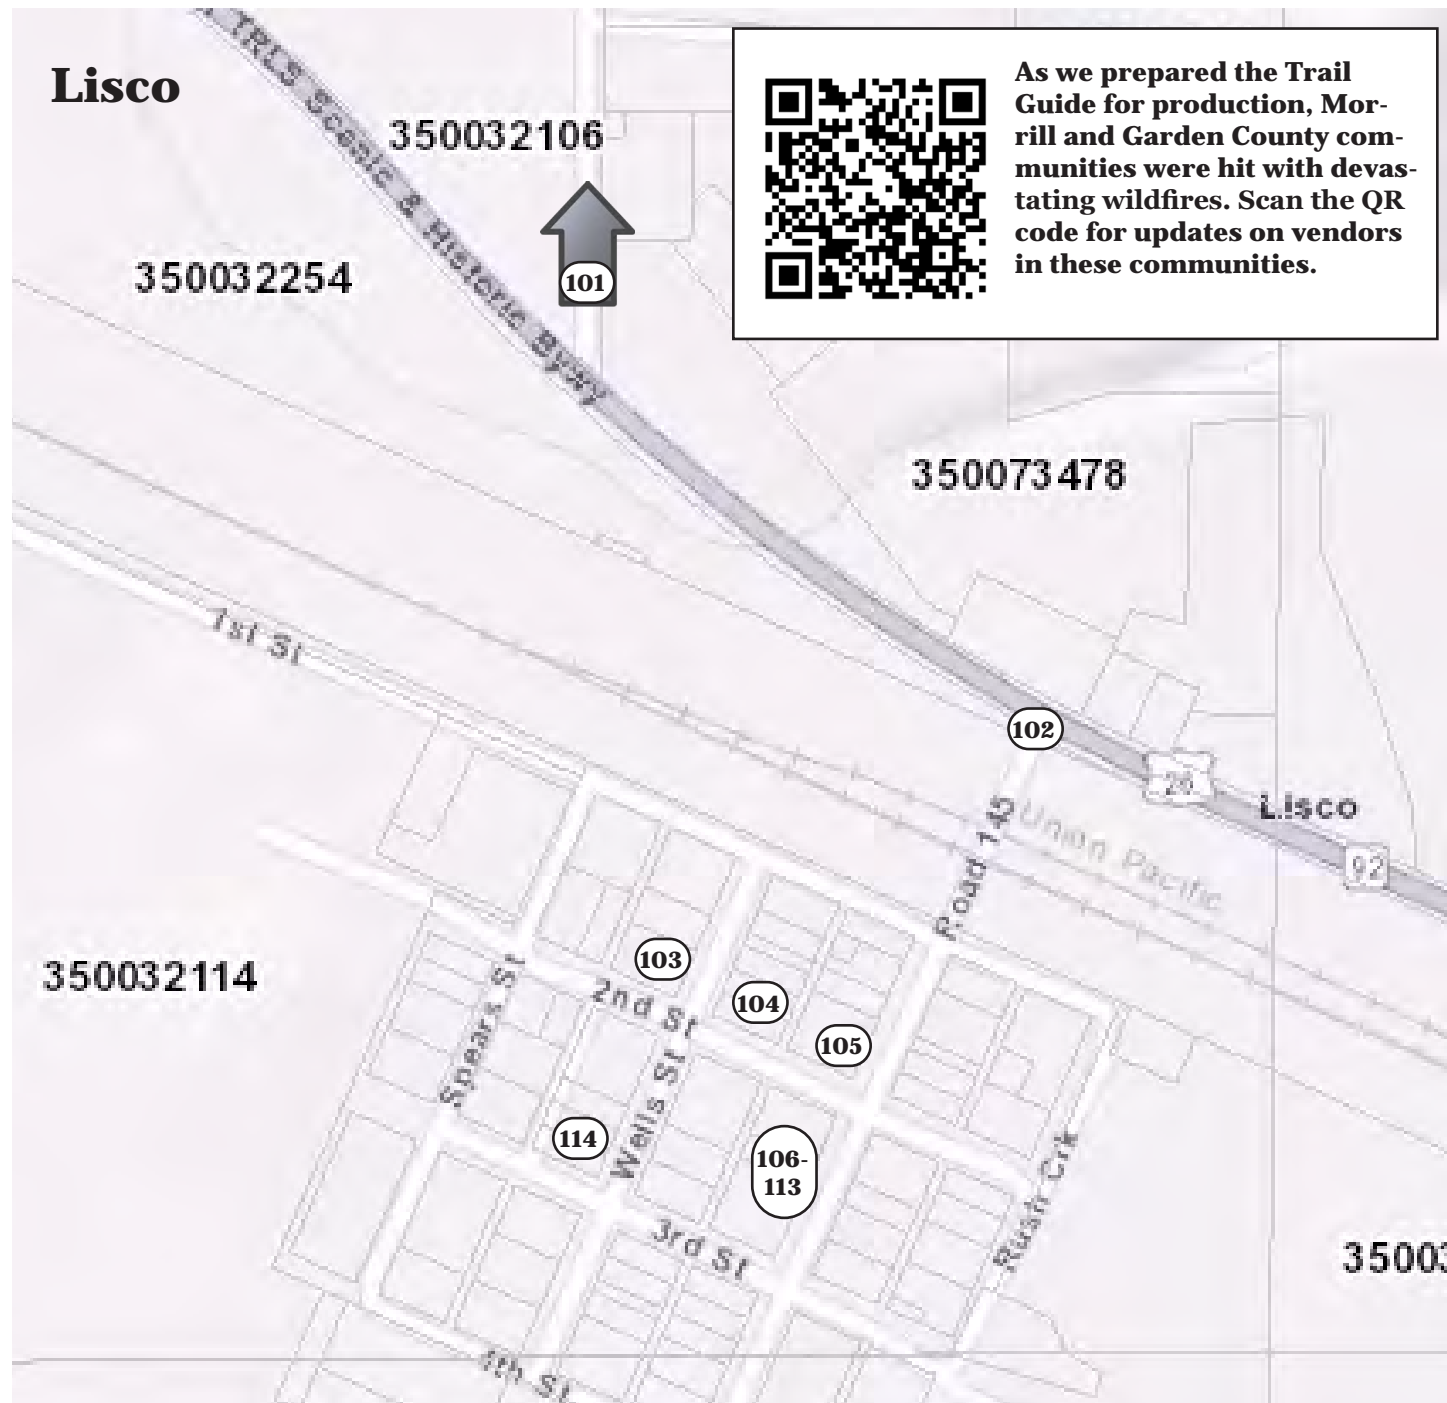 Lisco
As we prepared the Trail
Guide for production, Mor-
rill and Garden County com-
munities were hit with devas-
tating wildfires. Scan the QR
code for updates on vendors
in these communities.
TRLS Scenic & Historic Bywy
350032106
101
350032254
350073478
1st St
102
26
Lisco
92
Road 145
Union Pacific
350032114
103
2nd St
104
105
Spears St
Wells St
114
106-
113
Rush Crk
3rd St
35003
4th St